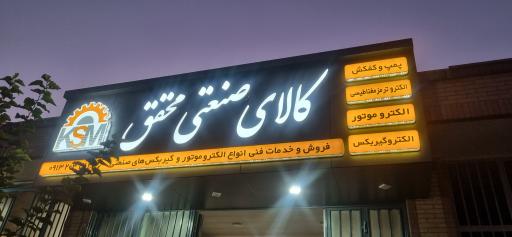 کالای صنعتی محقق
KSM
پمپ و کفکش
الکترو ترمز مغناطیسی
الکترو موتور
الکتروگیربکس
فروش و خدمات فنی انواع الکتروموتور و گیربکس‌های صنعتی